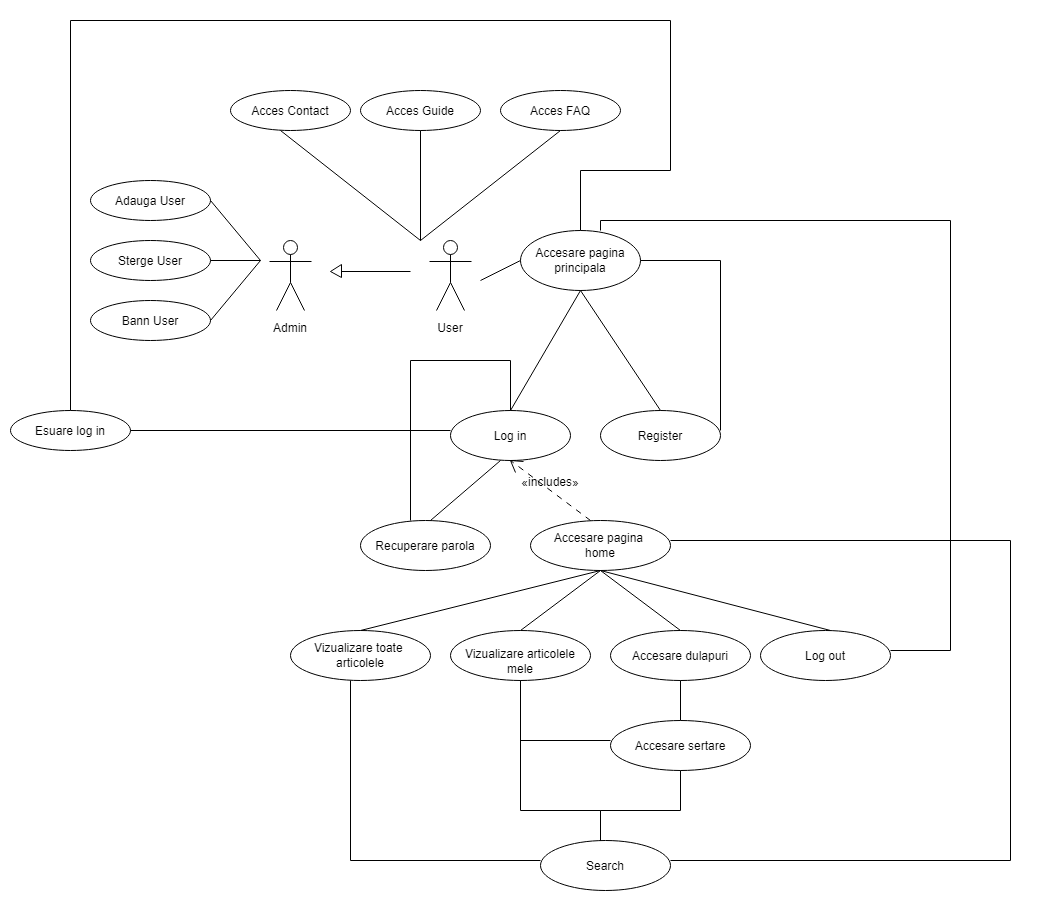 Acces Contact
Acces Guide
Acces FAQ
Adauga User
Sterge User
Bann User
Admin
User
Accesare pagina
principala
Esuare log in
Log in
Register
«includes»
Recuperare parola
Accesare pagina
home
Vizualizare toate
articolele
Vizualizare articolele
mele
Accesare dulapuri
Log out
Accesare sertare
Search